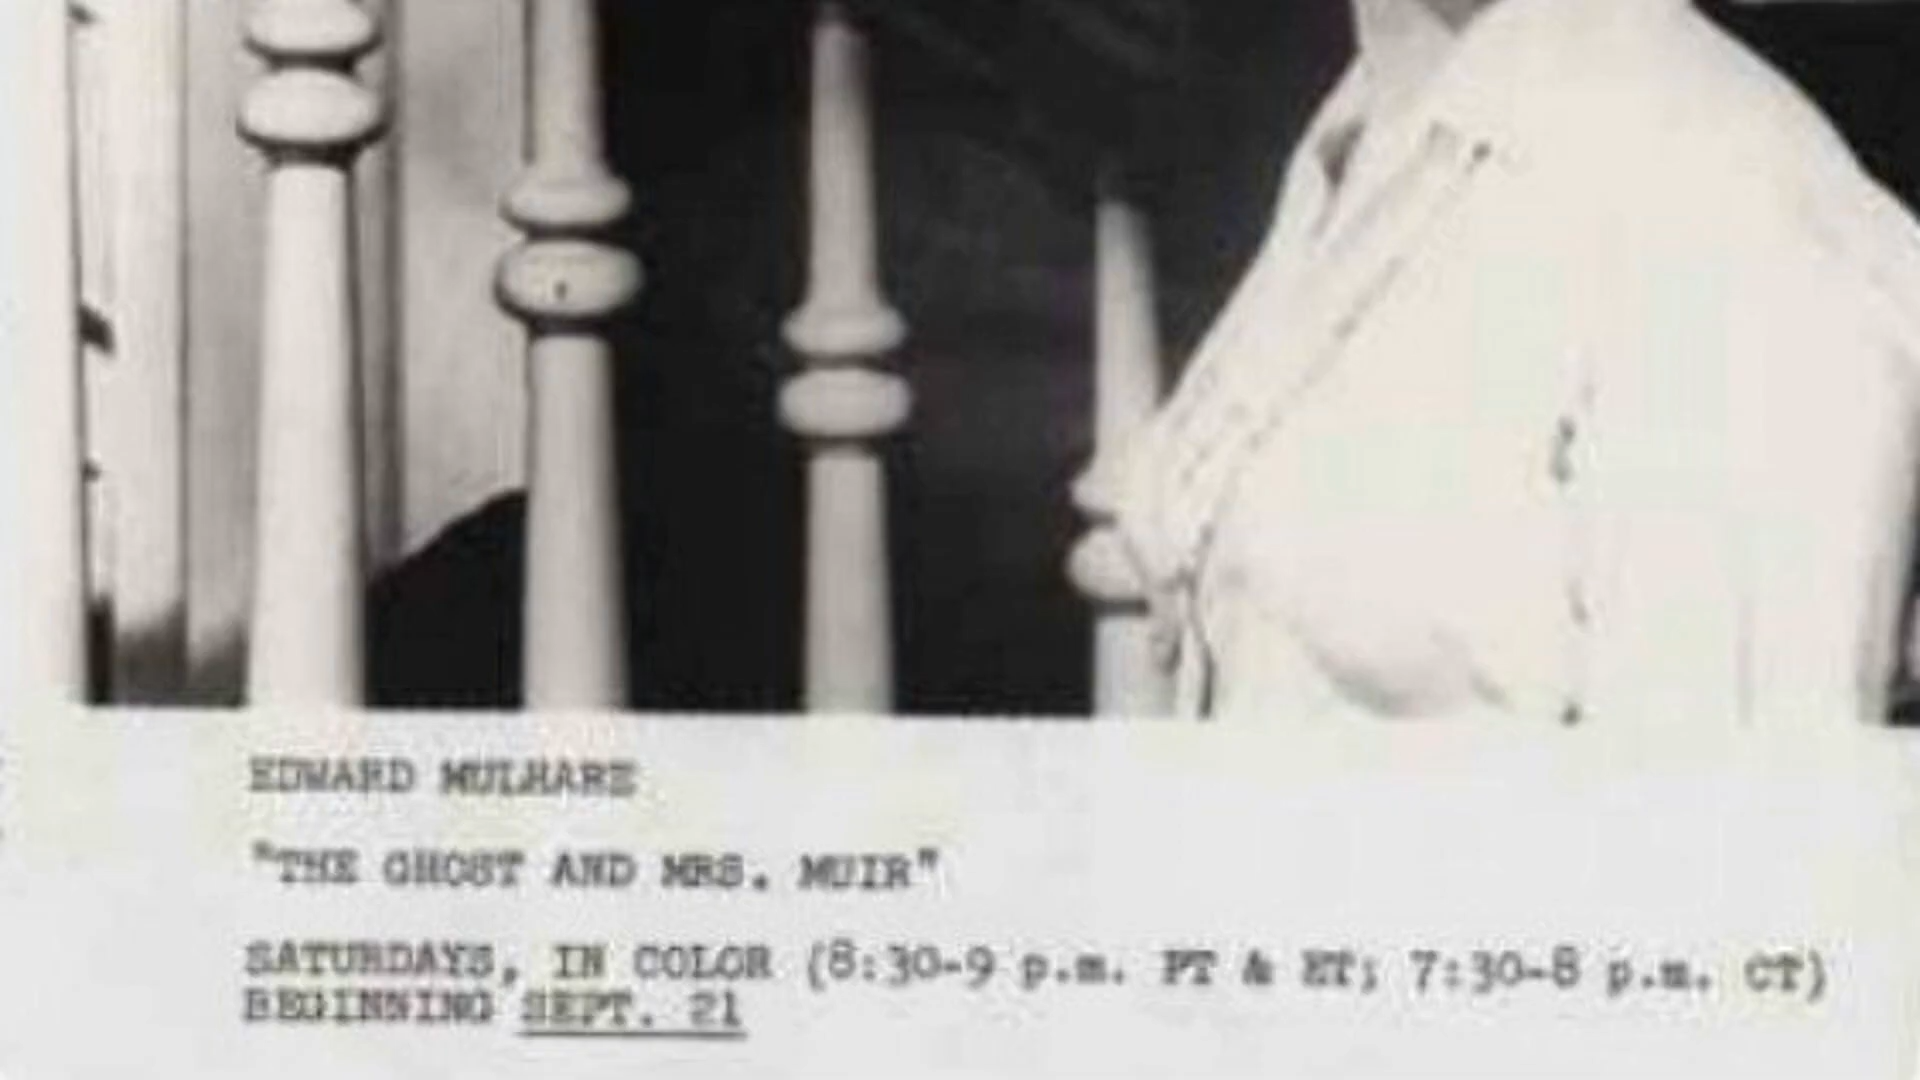 EDWARD MULHARE
"THE GHOST AND MRS. MUIR"
SATURDAYS, IN COLOR (8:30-9 p.m. PT & ET; 7:30-8 p.m. CT)
BEGINNING SEPT. 21